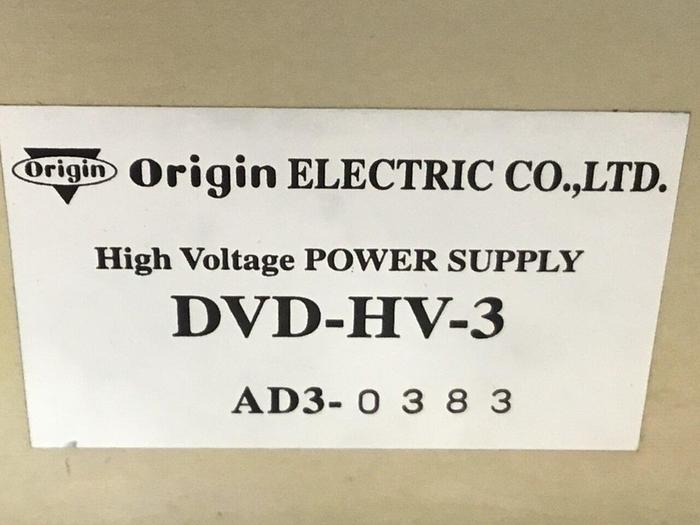 Origin Origin ELECTRIC CO.,LTD.
High Voltage POWER SUPPLY
DVD-HV-3
AD3-0383